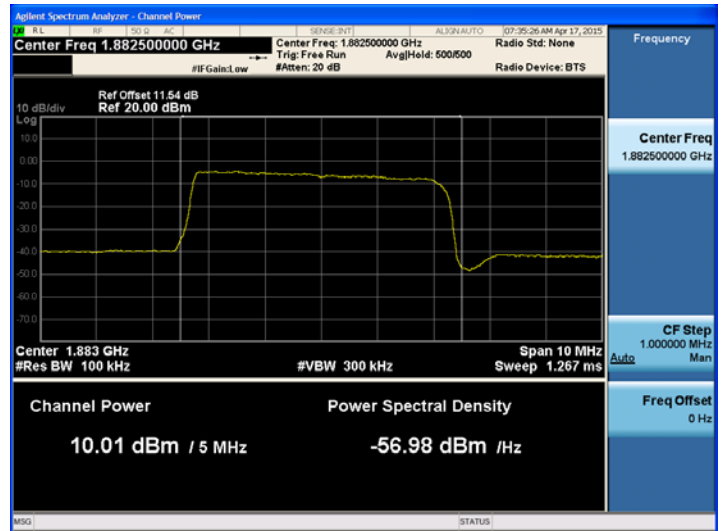 Agilent Spectrum Analyzer - Channel Power
RL RF 50 Ω AC SENSE:INT ALIGN AUTO 07:35:26 AM Apr 17, 2015
Center Freq 1.882500000 GHz
Center Freq: 1.882500000 GHz
Radio Std: None
Trig: Free Run Avg|Hold: 500/500
#IFGain:Low
#Atten: 20 dB
Radio Device: BTS
Ref Offset 11.54 dB
10 dB/div Ref 20.00 dBm
Log
10.0
0.00
-10.0
-20.0
-30.0
-40.0
-50.0
-60.0
-70.0
Center 1.883 GHz Span 10 MHz
#Res BW 100 kHz #VBW 300 kHz Sweep 1.267 ms
Channel Power Power Spectral Density
10.01 dBm / 5 MHz -56.98 dBm /Hz
Frequency
Center Freq
1.882500000 GHz
CF Step
1.000000 MHz
Auto Man
Freq Offset
0 Hz
MSG STATUS